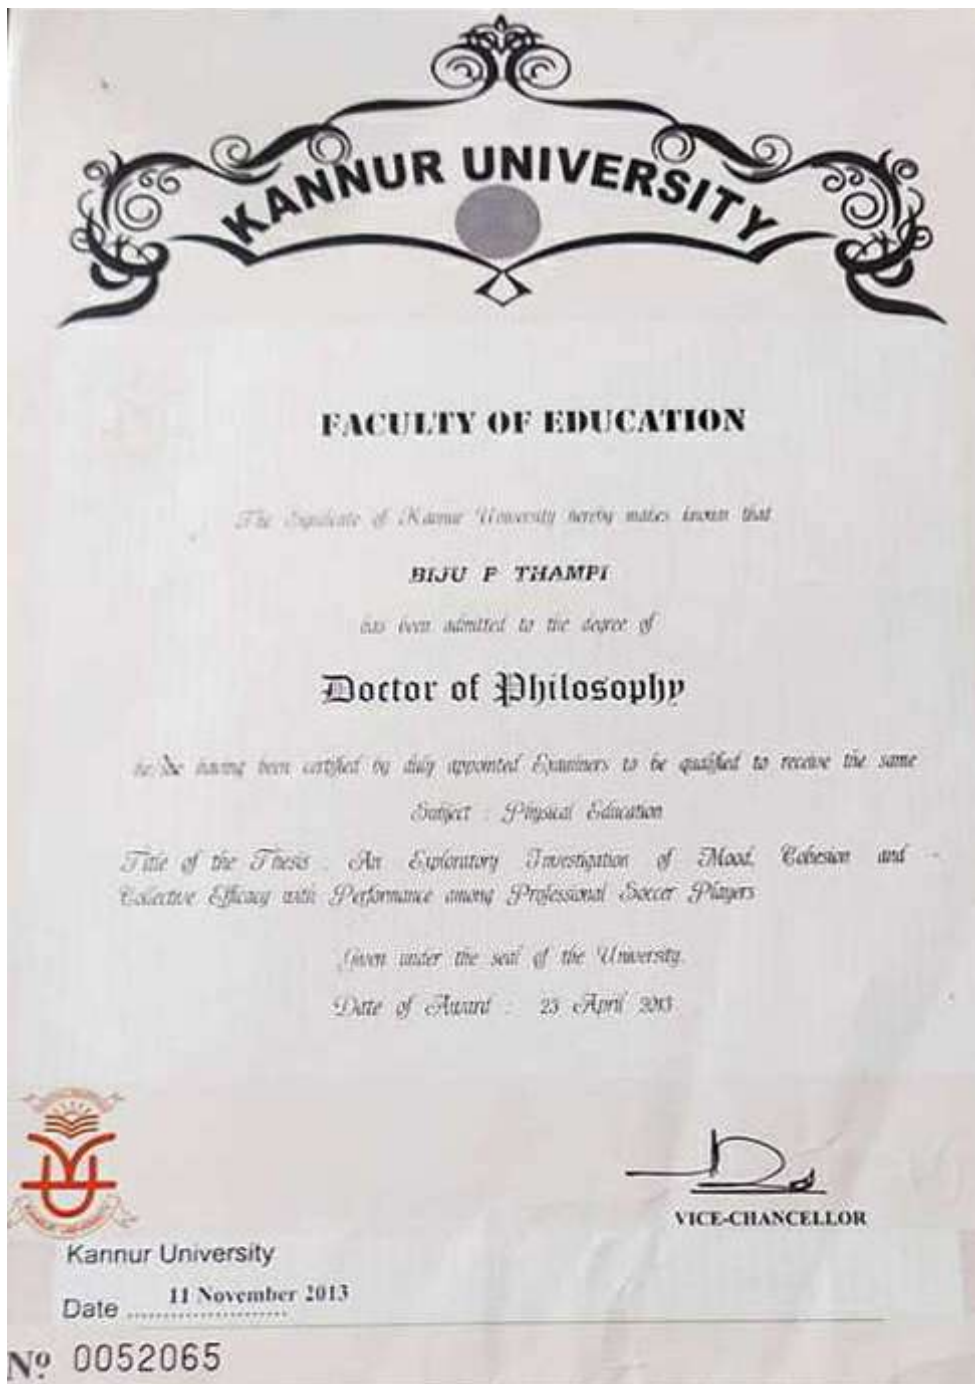 KANNUR UNIVERSITY
FACULTY OF EDUCATION
The Syndicate of Kannur University hereby makes known that
BIJU P THAMPI
has been admitted to the degree of
Doctor of Philosophy
he/she having been certified by duly appointed Examiners to be qualified to receive the same
Subject : Physical Education
Title of the Thesis : An Exploratory Investigation of Mood, Cohesion and
Collective Efficacy with Performance among Professional Soccer Players
Given under the seal of the University.
Date of Award : 23 April 2013
VICE-CHANCELLOR
Kannur University
Date ........................ 11 November 2013
Nº 0052065